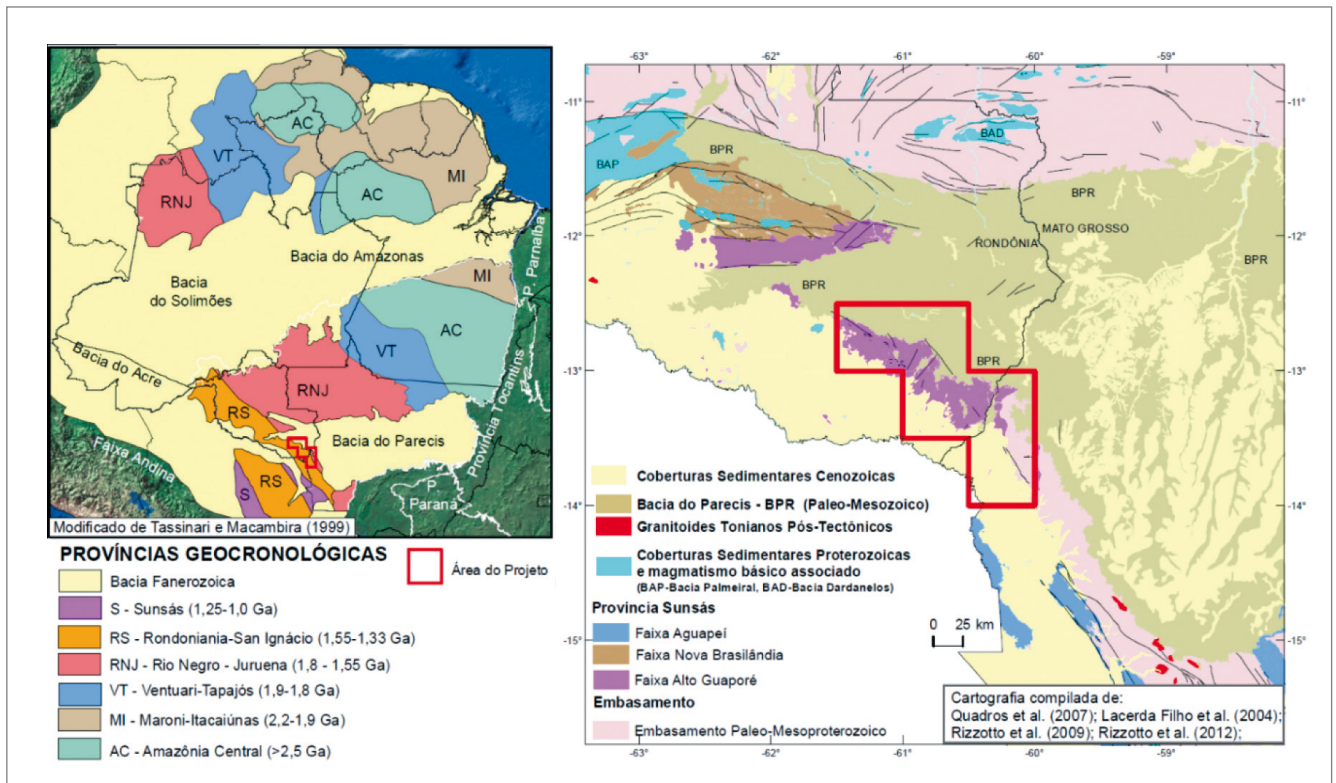 AC
VT
MI
RNJ
AC
Bacia do Amazonas
Bacia
do Solimões
MI
P. Parnaíba
AC
VT
Bacia do Acre
RNJ
RS
Bacia do Parecis
Província Tocantins
Faixa Andina
S
RS
P.
Paraná
Modificado de Tassinari e Macambira (1999)
PROVÍNCIAS GEOCRONOLÓGICAS
Área do Projeto
Bacia Fanerozoica
S - Sunsás (1,25-1,0 Ga)
RS - Rondoniania-San Ignácio (1,55-1,33 Ga)
RNJ - Rio Negro - Juruena (1,8 - 1,55 Ga)
VT - Ventuari-Tapajós (1,9-1,8 Ga)
MI - Maroni-Itacaiúnas (2,2-1,9 Ga)
AC - Amazônia Central (>2,5 Ga)
-63° -62° -61° -60° -59°
-11° -11°
BAD
BAP
BPR
BPR
-12° -12°
MATO GROSSO
RONDÔNIA
BPR
BPR
BPR
-13° -13°
-14° -14°
-15° -15°
Coberturas Sedimentares Cenozoicas
Bacia do Parecis - BPR (Paleo-Mesozoico)
Granitoides Tonianos Pós-Tectônicos
Coberturas Sedimentares Proterozoicas
e magmatismo básico associado
(BAP-Bacia Palmeiral, BAD-Bacia Dardanelos)
Província Sunsás
Faixa Aguapeí
Faixa Nova Brasilândia
Faixa Alto Guaporé
Embasamento
Embasamento Paleo-Mesoproterozoico
0 25 km
Cartografia compilada de:
Quadros et al. (2007); Lacerda Filho et al. (2004);
Rizzotto et al. (2009); Rizzotto et al. (2012);